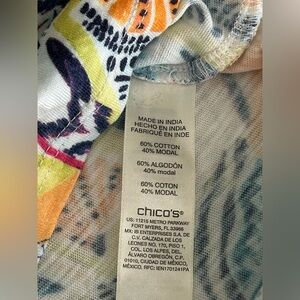 MADE IN INDIA
HECHO EN INDIA
FABRIQUÉ EN INDE
60% COTTON
40% MODAL
60% ALGODÓN
40% modal
60% COTON
40% MODAL
chico's®
US: 11215 METRO PARKWAY
FORT MYERS, FL 33966
MX: IB ENTERPRISES S.A. DE
C.V. CALZADA DE LOS
LEONES NO. 170, PISO 1,
COL. LOS ALPES, DEL.
ÁLVARO OBREGÓN, C.P.
01010, CIUDAD DE MÉXICO,
MÉXICO, RFC: IEN1701241PA